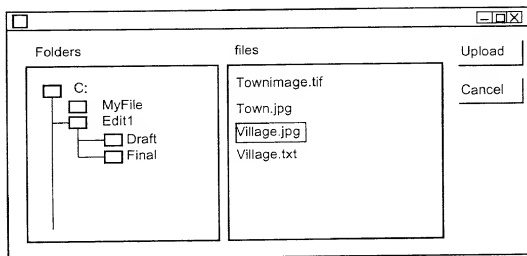 Folders
files
Upload
Cancel
C:
MyFile
Edit1
Draft
Final
Townimage.tif
Town.jpg
Village.jpg
Village.txt